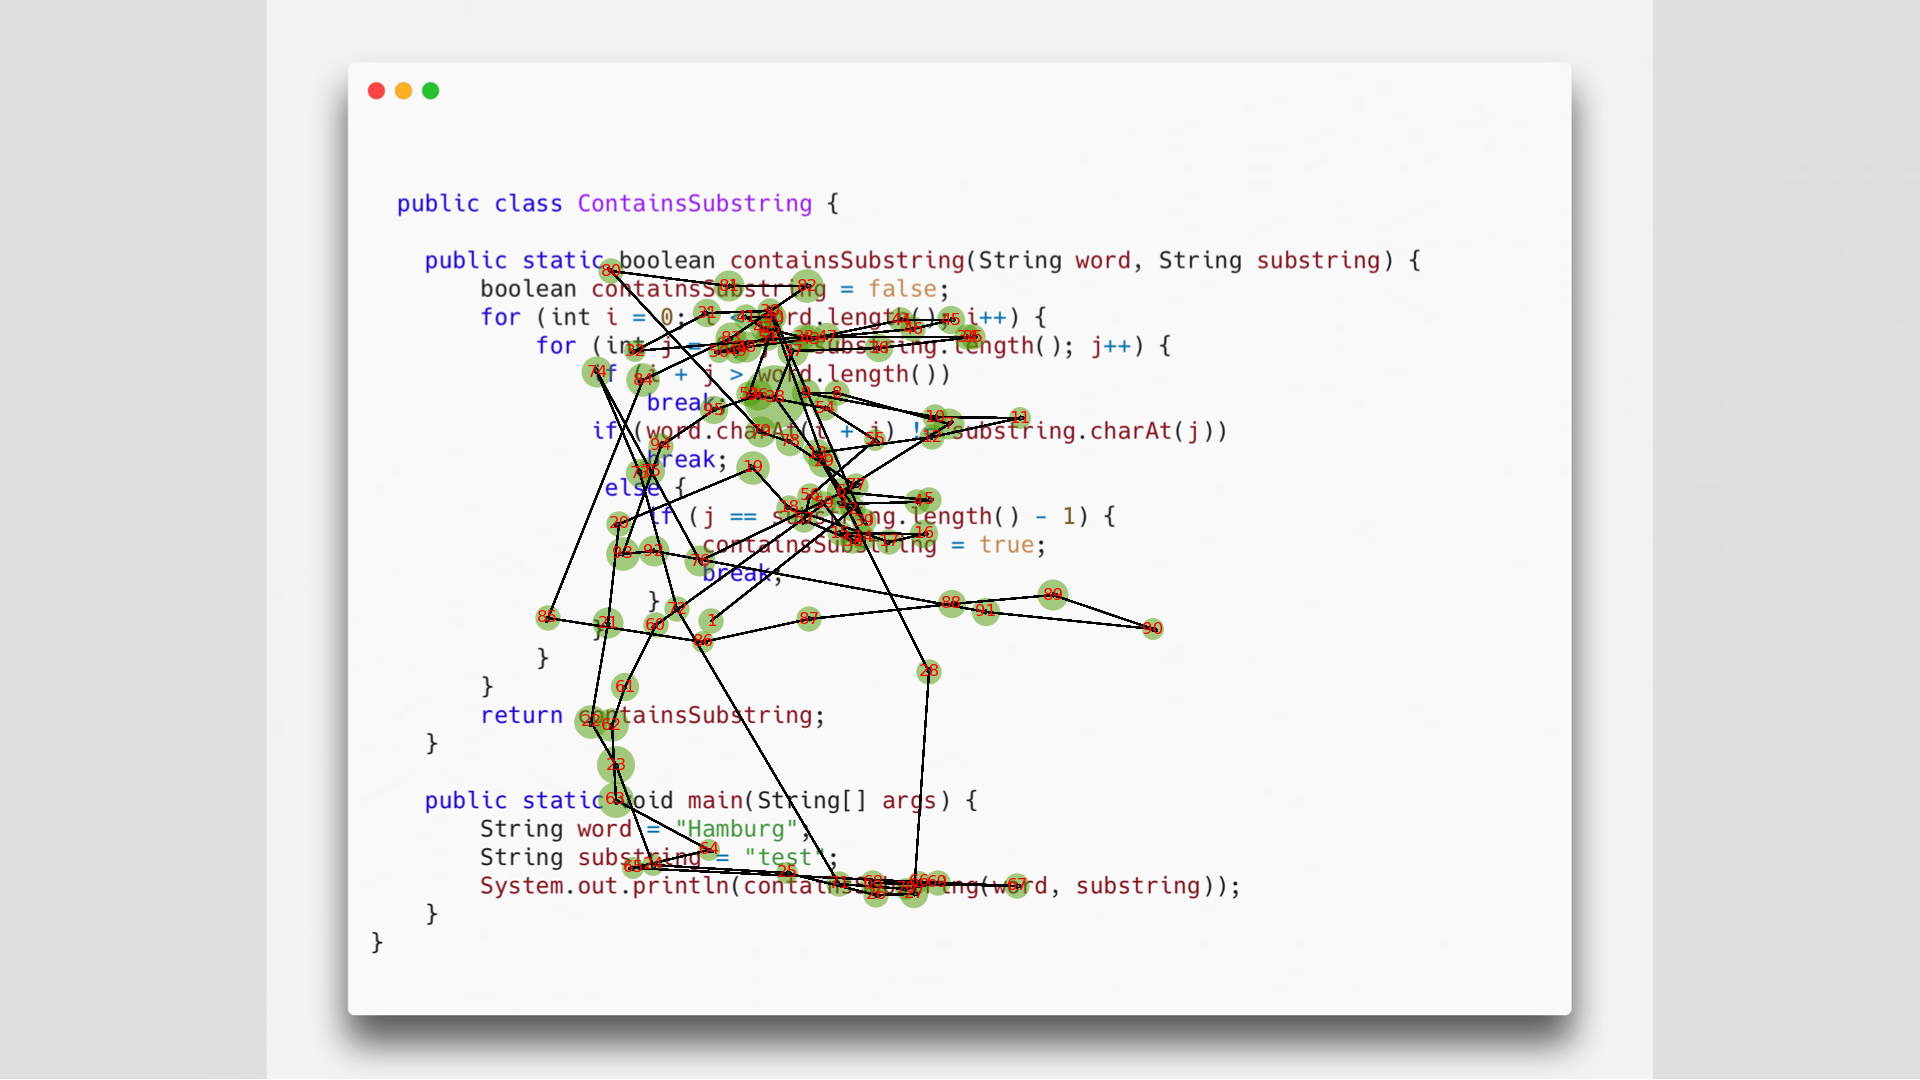 public class ContainsSubstring {
public static boolean containsSubstring(String word, String substring) {
boolean containsSubstring = false;
for (int i = 0; i < word.length(); i++) {
for (int j = 0; j < substring.length(); j++) {
if (i + j > word.length())
break;
if (word.charAt(i + j) != substring.charAt(j))
break;
else {
if (j == substring.length() - 1) {
containsSubstring = true;
break;
}
}
}
}
return containsSubstring;
}
public static void main(String[] args) {
String word = "Hamburg";
String substring = "test";
System.out.println(containsSubstring(word, substring));
}
}